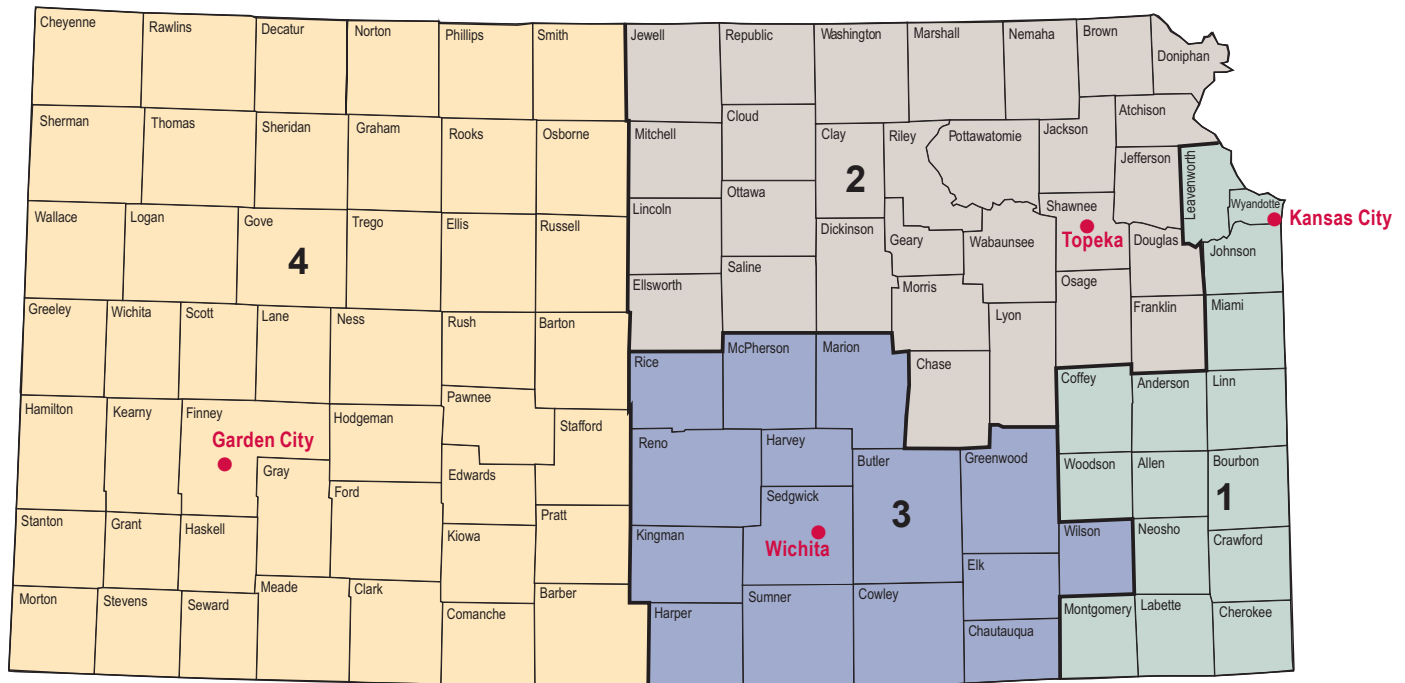 Cheyenne
Rawlins
Decatur
Norton
Phillips
Smith
Jewell
Republic
Washington
Marshall
Nemaha
Brown
Doniphan
Sherman
Thomas
Sheridan
Graham
Rooks
Osborne
Mitchell
Cloud
Clay
Riley
Pottawatomie
Jackson
Atchison
Jefferson
Leavenworth
Wyandotte
Kansas City
2
Wallace
Logan
Gove
Trego
Ellis
Russell
Lincoln
Ottawa
Dickinson
Geary
Wabaunsee
Shawnee
Topeka
Douglas
Johnson
4
Ellsworth
Saline
Morris
Lyon
Osage
Franklin
Miami
Greeley
Wichita
Scott
Lane
Ness
Rush
Barton
Rice
McPherson
Marion
Chase
Coffey
Anderson
Linn
Hamilton
Kearny
Finney
Garden City
Hodgeman
Pawnee
Stafford
Reno
Harvey
Butler
Greenwood
Woodson
Allen
Bourbon
1
Gray
Ford
Edwards
Sedgwick
3
Wichita
Stanton
Grant
Haskell
Kiowa
Pratt
Kingman
Elk
Wilson
Neosho
Crawford
Morton
Stevens
Seward
Meade
Clark
Comanche
Barber
Harper
Sumner
Cowley
Chautauqua
Montgomery
Labette
Cherokee